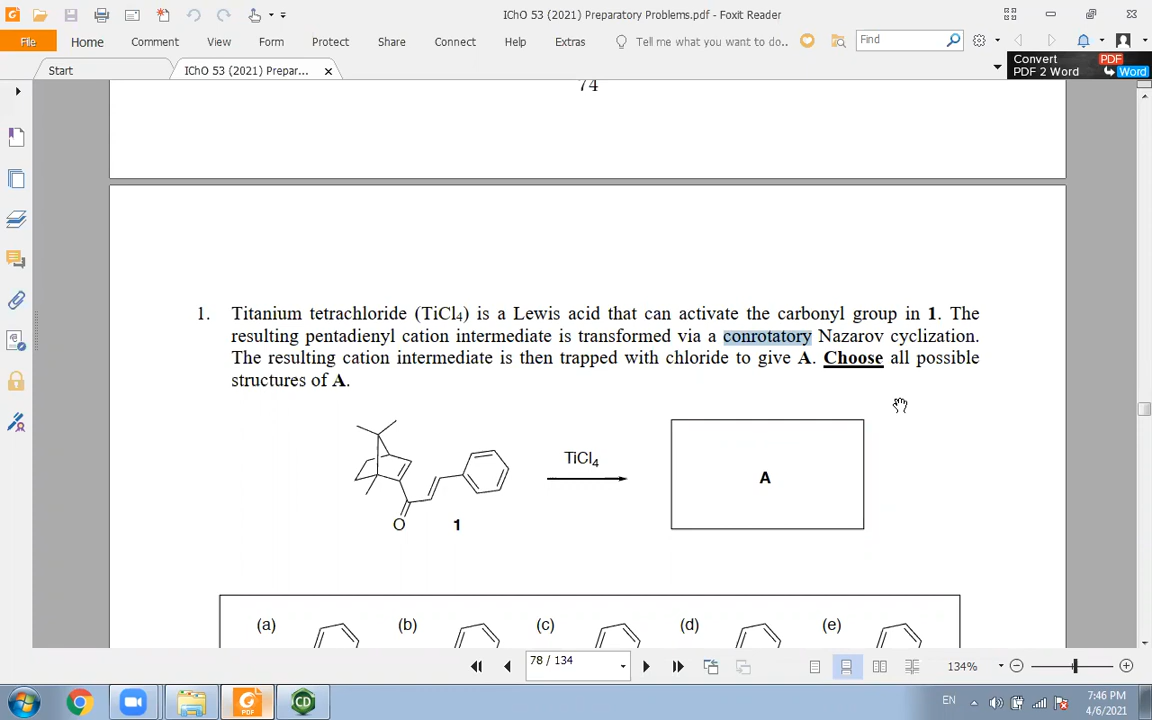 IChO 53 (2021) Preparatory Problems.pdf - Foxit Reader
File Home Comment View Form Protect Share Connect Help Extras Tell me what you want to do.. Find
Start IChO 53 (2021) Prepar... Convert PDF 2 Word PDF Word
74
1. Titanium tetrachloride (TiCl4) is a Lewis acid that can activate the carbonyl group in 1. The
resulting pentadienyl cation intermediate is transformed via a conrotatory Nazarov cyclization.
The resulting cation intermediate is then trapped with chloride to give A. Choose all possible
structures of A.
TiCl4
A
O 1
(a) (b) (c) (d) (e)
78 / 134 134%
PDF CD EN 7:46 PM
4/6/2021